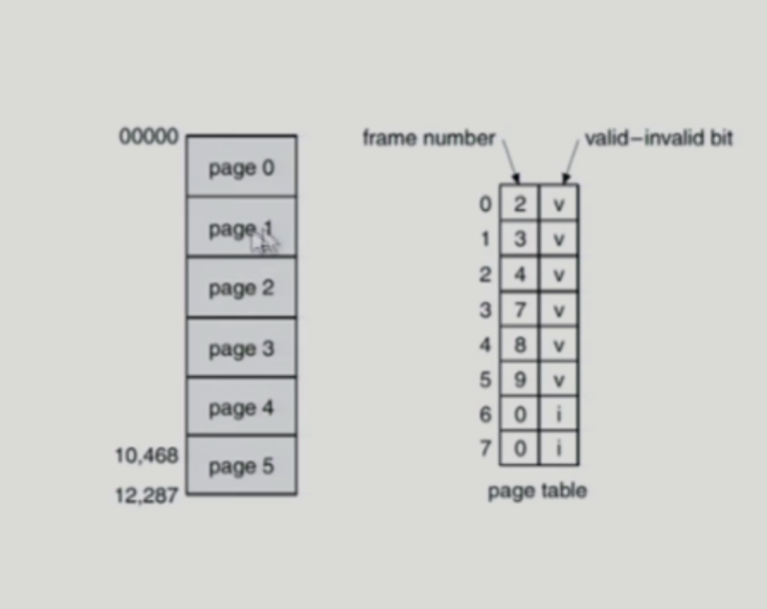 00000
page 0
page 1
page 2
page 3
page 4
10,468
page 5
12,287
frame number
valid–invalid bit
0 2 v
1 3 v
2 4 v
3 7 v
4 8 v
5 9 v
6 0 i
7 0 i
page table